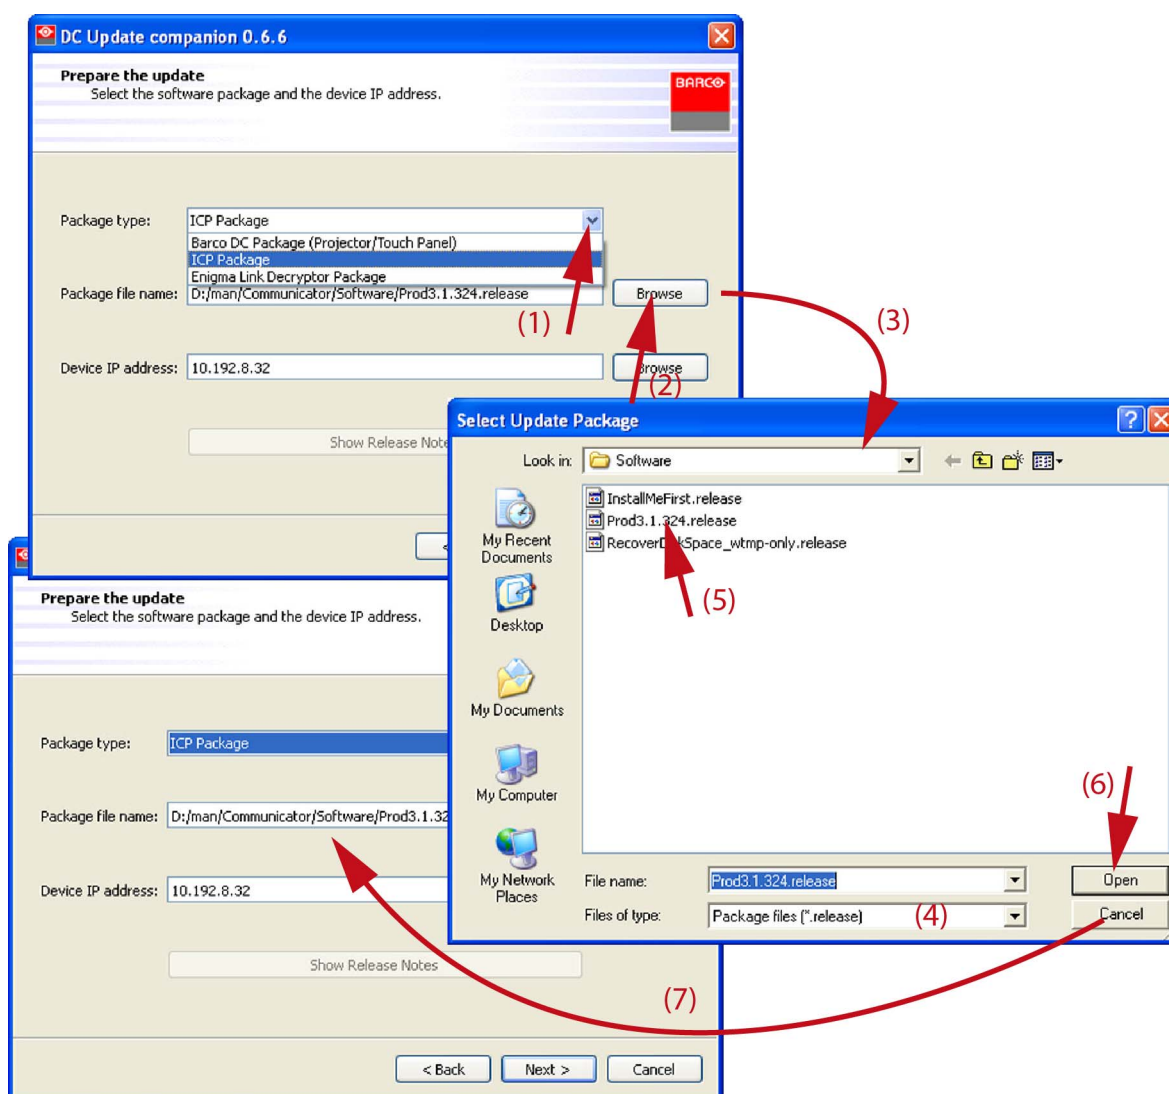 DC Update companion 0.6.6
Prepare the update
Select the software package and the device IP address.
BARCO
Package type:
ICP Package
Barco DC Package (Projector/Touch Panel)
ICP Package
Enigma Link Decryptor Package
Package file name:
D:/man/Communicator/Software/Prod3.1.324.release
Browse
(1)
(2)
(3)
Device IP address:
10.192.8.32
Browse
Show Release Note
<
Select Update Package
Look in:
Software
InstallMeFirst.release
Prod3.1.324.release
RecoverDiskSpace_wtmp-only.release
(5)
My Recent
Documents
Desktop
My Documents
My Computer
My Network
Places
(6)
File name:
Prod3.1.324.release
Open
Files of type:
Package files (*.release)
(4)
Cancel
Prepare the update
Select the software package and the device IP address.
Package type:
ICP Package
Package file name:
D:/man/Communicator/Software/Prod3.1.32
Device IP address:
10.192.8.32
Show Release Notes
(7)
< Back
Next >
Cancel